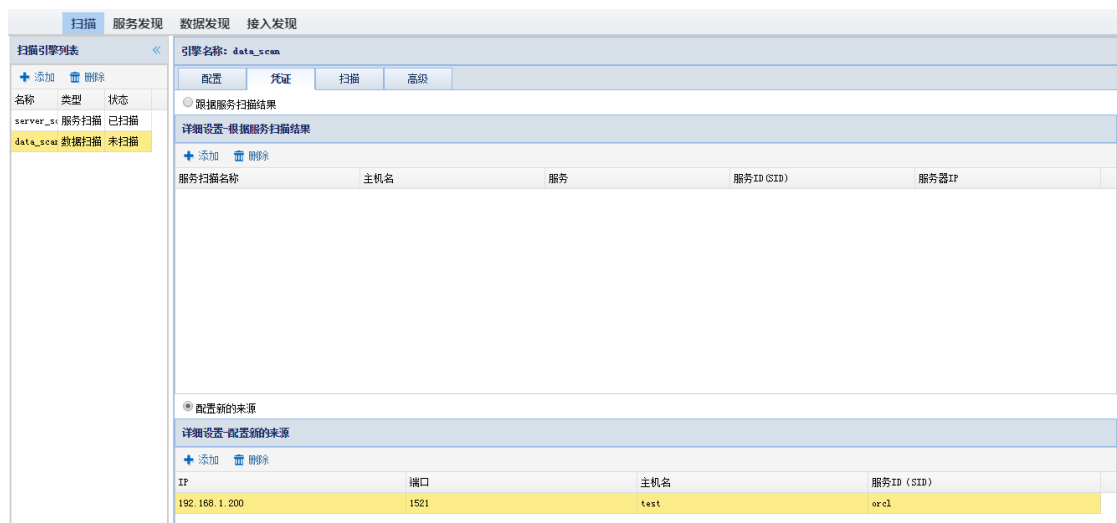 扫描 服务发现 数据发现 接入发现
扫描引擎列表
添加 删除
名称 类型 状态
server_s 服务扫描 已扫描
data_scan 数据扫描 未扫描
引擎名称: data_scan
配置 凭证 扫描 高级
跟据服务扫描结果
详细设置-根据服务扫描结果
添加 删除
服务扫描名称 主机名 服务 服务ID(SID) 服务器IP
配置新的来源
详细设置-配置新的来源
添加 删除
IP 端口 主机名 服务ID (SID)
192.168.1.200 1521 test orcl